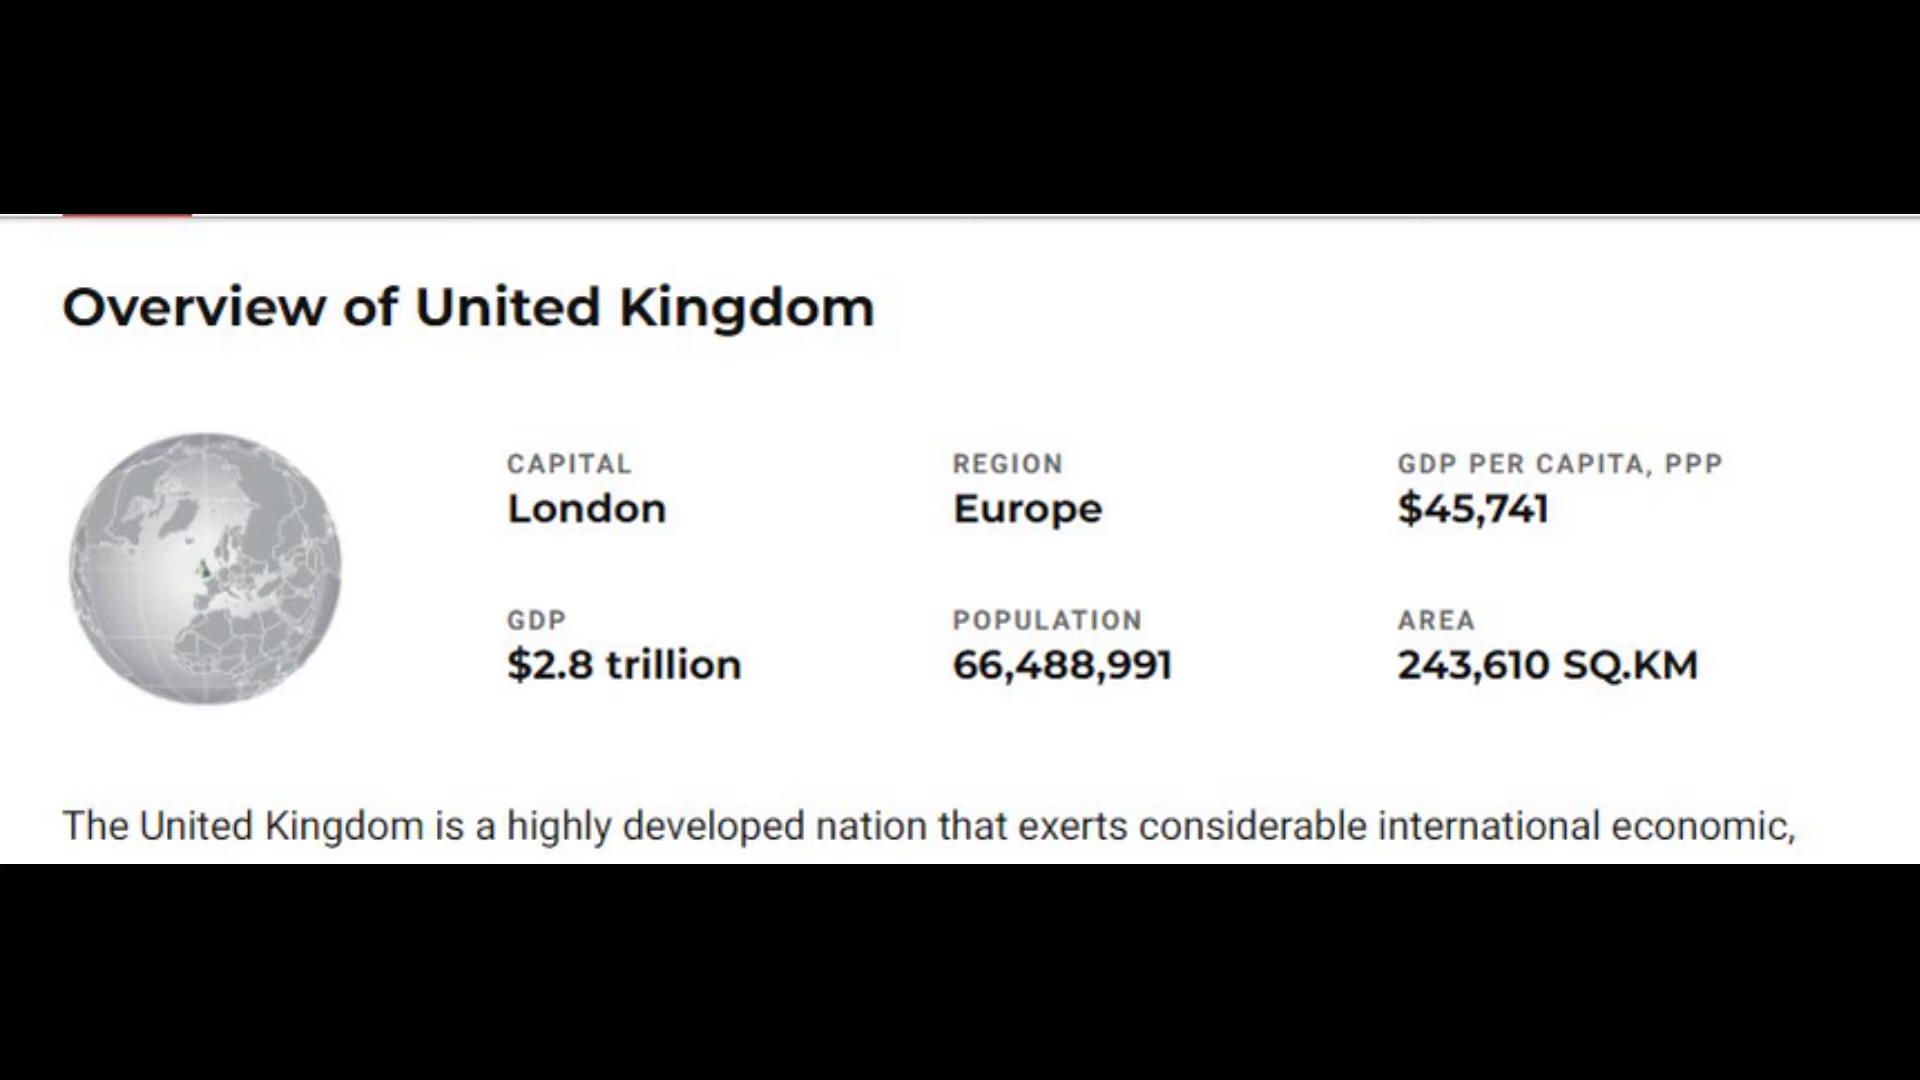 Overview of United Kingdom
CAPITAL
London
REGION
Europe
GDP PER CAPITA, PPP
$45,741
GDP
$2.8 trillion
POPULATION
66,488,991
AREA
243,610 SQ.KM
The United Kingdom is a highly developed nation that exerts considerable international economic,